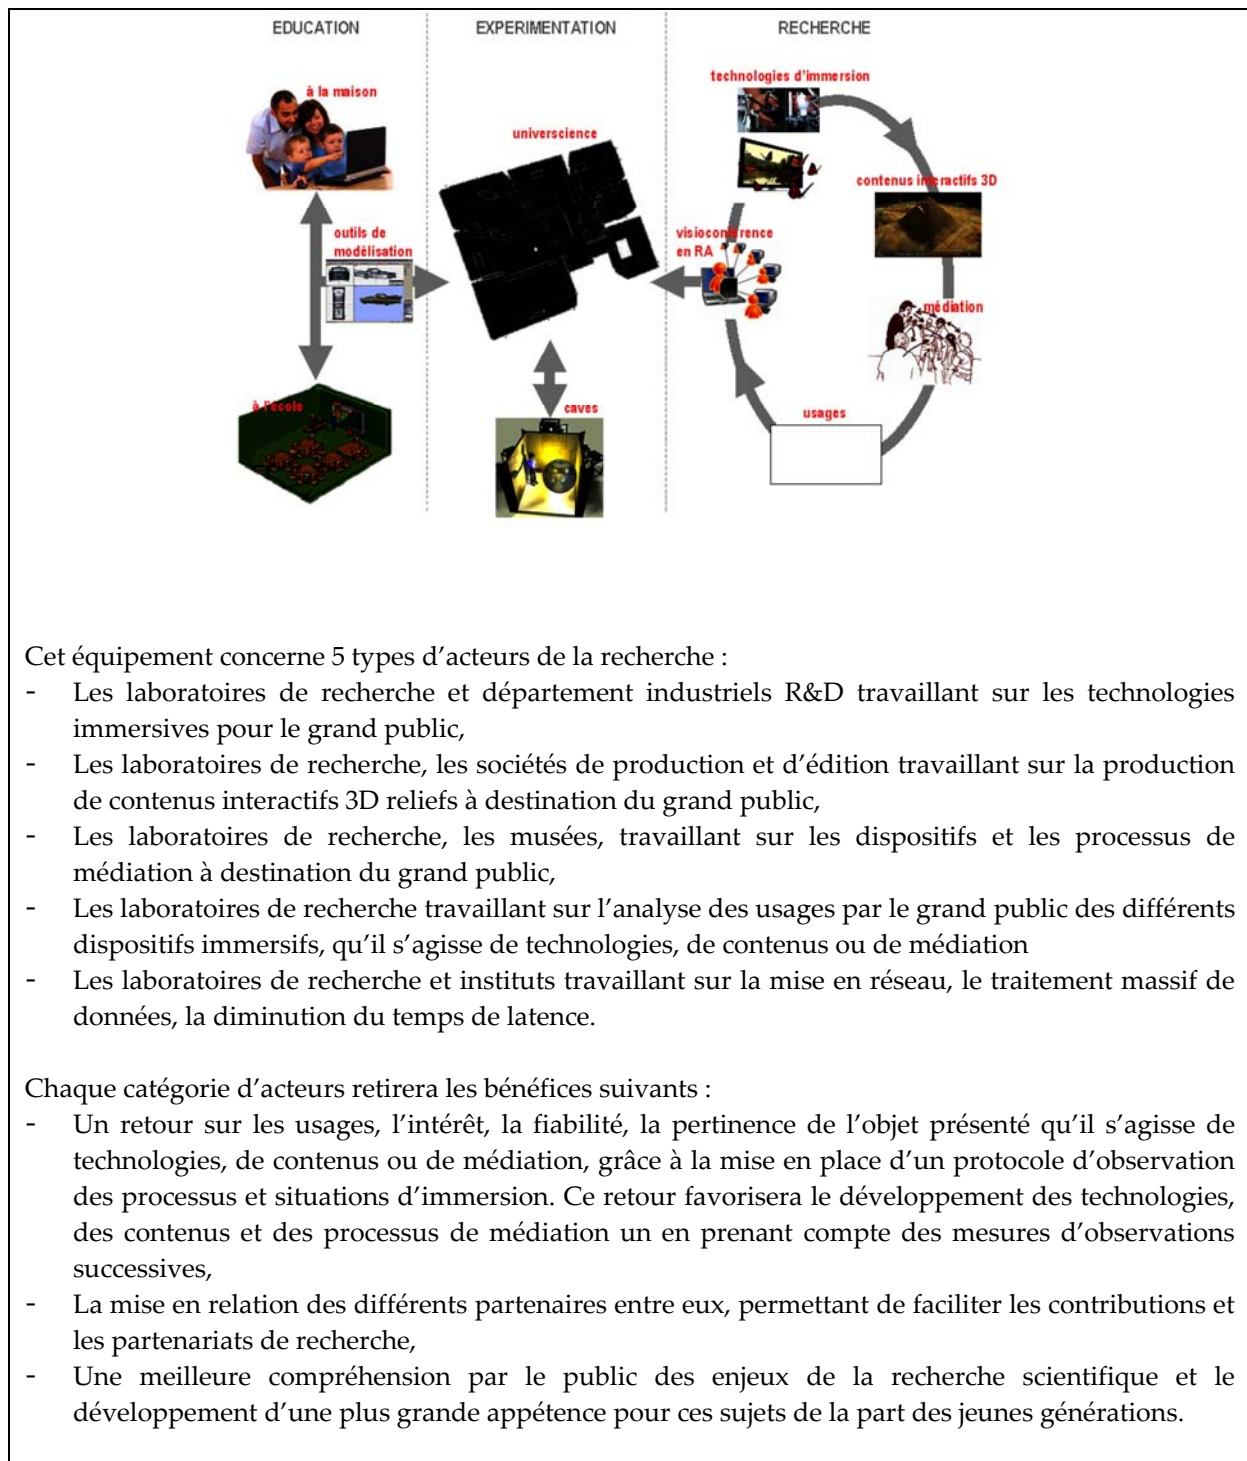 EDUCATION
EXPERIMENTATION
RECHERCHE
à la maison
outils de
modélisation
à l'école
universcience
caves
technologies d'immersion
contenus interactifs 3D
médiation
usages
visioconférence
en RA
Cet équipement concerne 5 types d’acteurs de la recherche :
- Les laboratoires de recherche et département industriels R&D travaillant sur les technologies
immersives pour le grand public,
- Les laboratoires de recherche, les sociétés de production et d’édition travaillant sur la production
de contenus interactifs 3D reliefs à destination du grand public,
- Les laboratoires de recherche, les musées, travaillant sur les dispositifs et les processus de
médiation à destination du grand public,
- Les laboratoires de recherche travaillant sur l’analyse des usages par le grand public des différents
dispositifs immersifs, qu’il s’agisse de technologies, de contenus ou de médiation
- Les laboratoires de recherche et instituts travaillant sur la mise en réseau, le traitement massif de
données, la diminution du temps de latence.
Chaque catégorie d’acteurs retirera les bénéfices suivants :
- Un retour sur les usages, l’intérêt, la fiabilité, la pertinence de l’objet présenté qu’il s’agisse de
technologies, de contenus ou de médiation, grâce à la mise en place d’un protocole d’observation
des processus et situations d’immersion. Ce retour favorisera le développement des technologies,
des contenus et des processus de médiation un en prenant compte des mesures d’observations
successives,
- La mise en relation des différents partenaires entre eux, permettant de faciliter les contributions et
les partenariats de recherche,
- Une meilleure compréhension par le public des enjeux de la recherche scientifique et le
développement d’une plus grande appétence pour ces sujets de la part des jeunes générations.